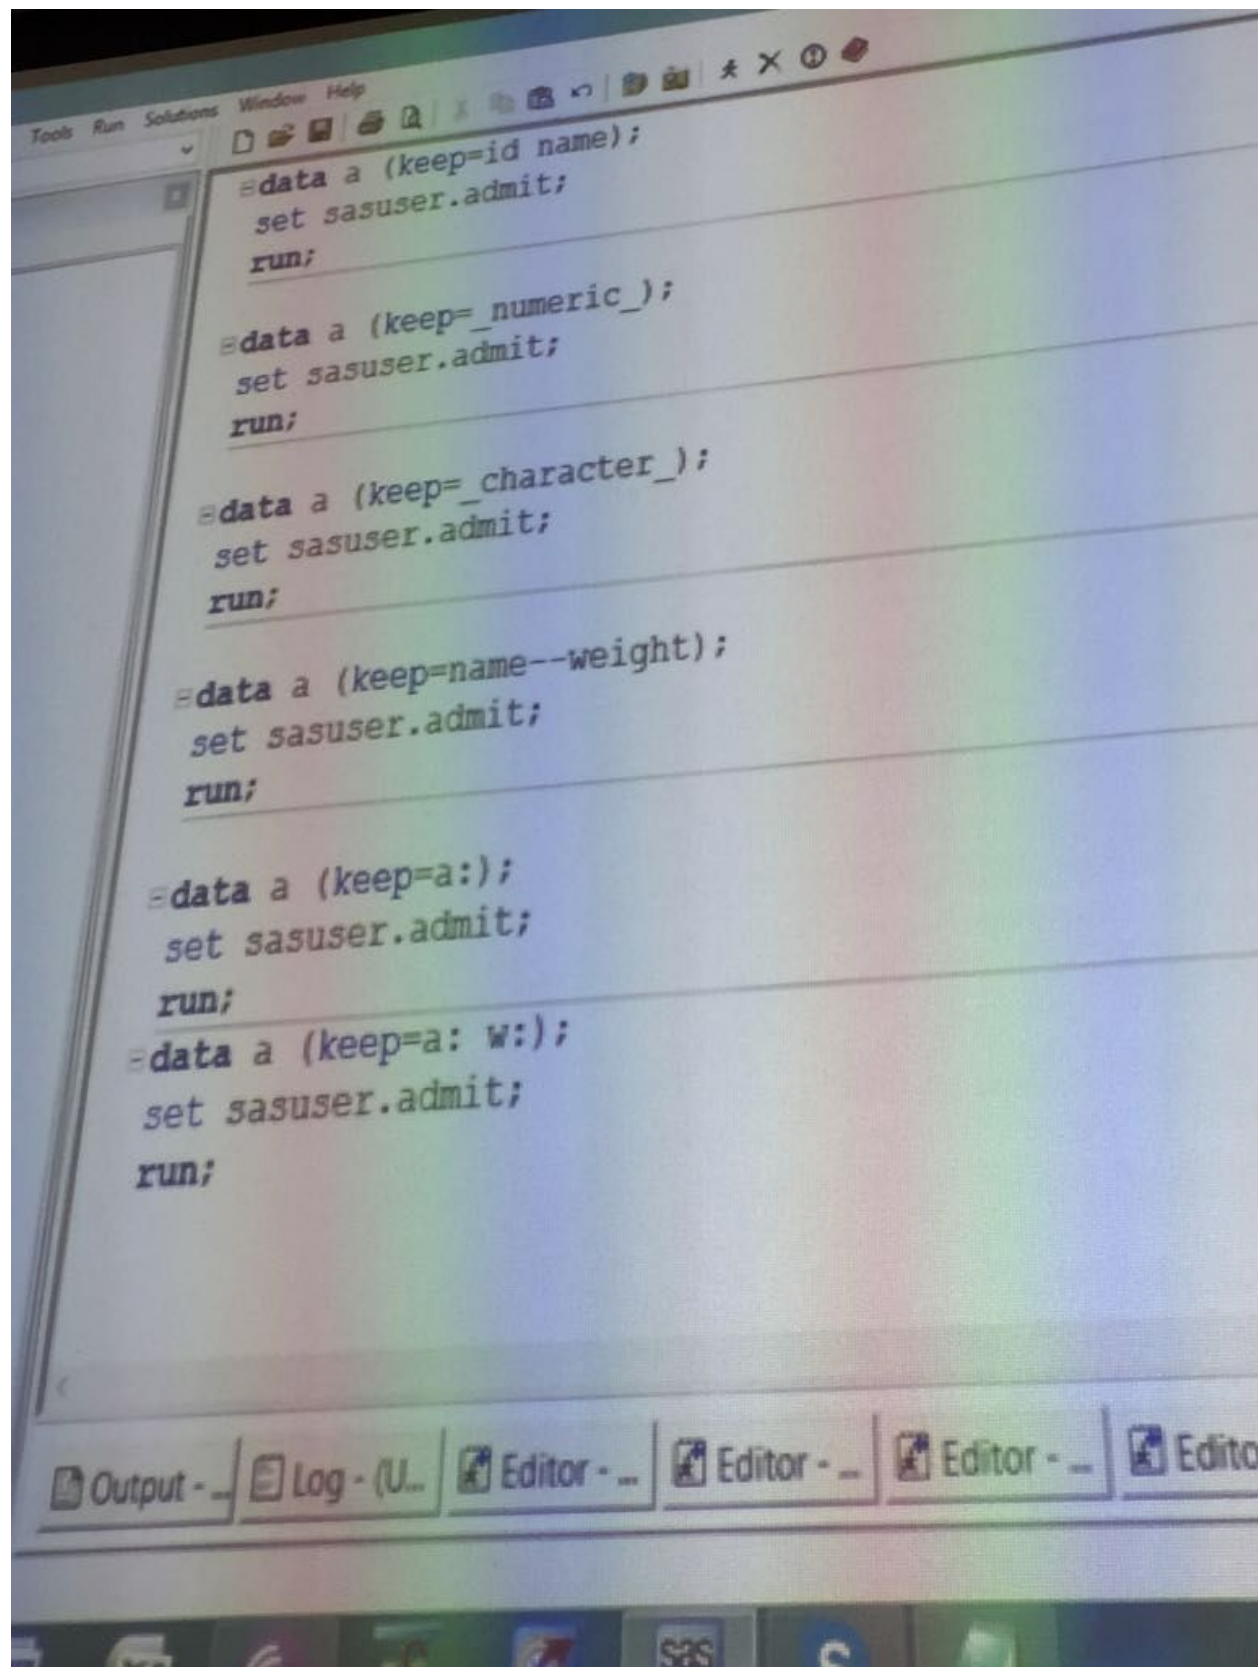 Tools Run Solutions Window Help
data a (keep=id name);
set sasuser.admit;
run;
data a (keep=_numeric_);
set sasuser.admit;
run;
data a (keep=_character_);
set sasuser.admit;
run;
data a (keep=name--weight);
set sasuser.admit;
run;
data a (keep=a:);
set sasuser.admit;
run;
data a (keep=a: w:);
set sasuser.admit;
run;
Output - ... Log - (U... Editor - ... Editor - ... Editor - ... Edito
sas S